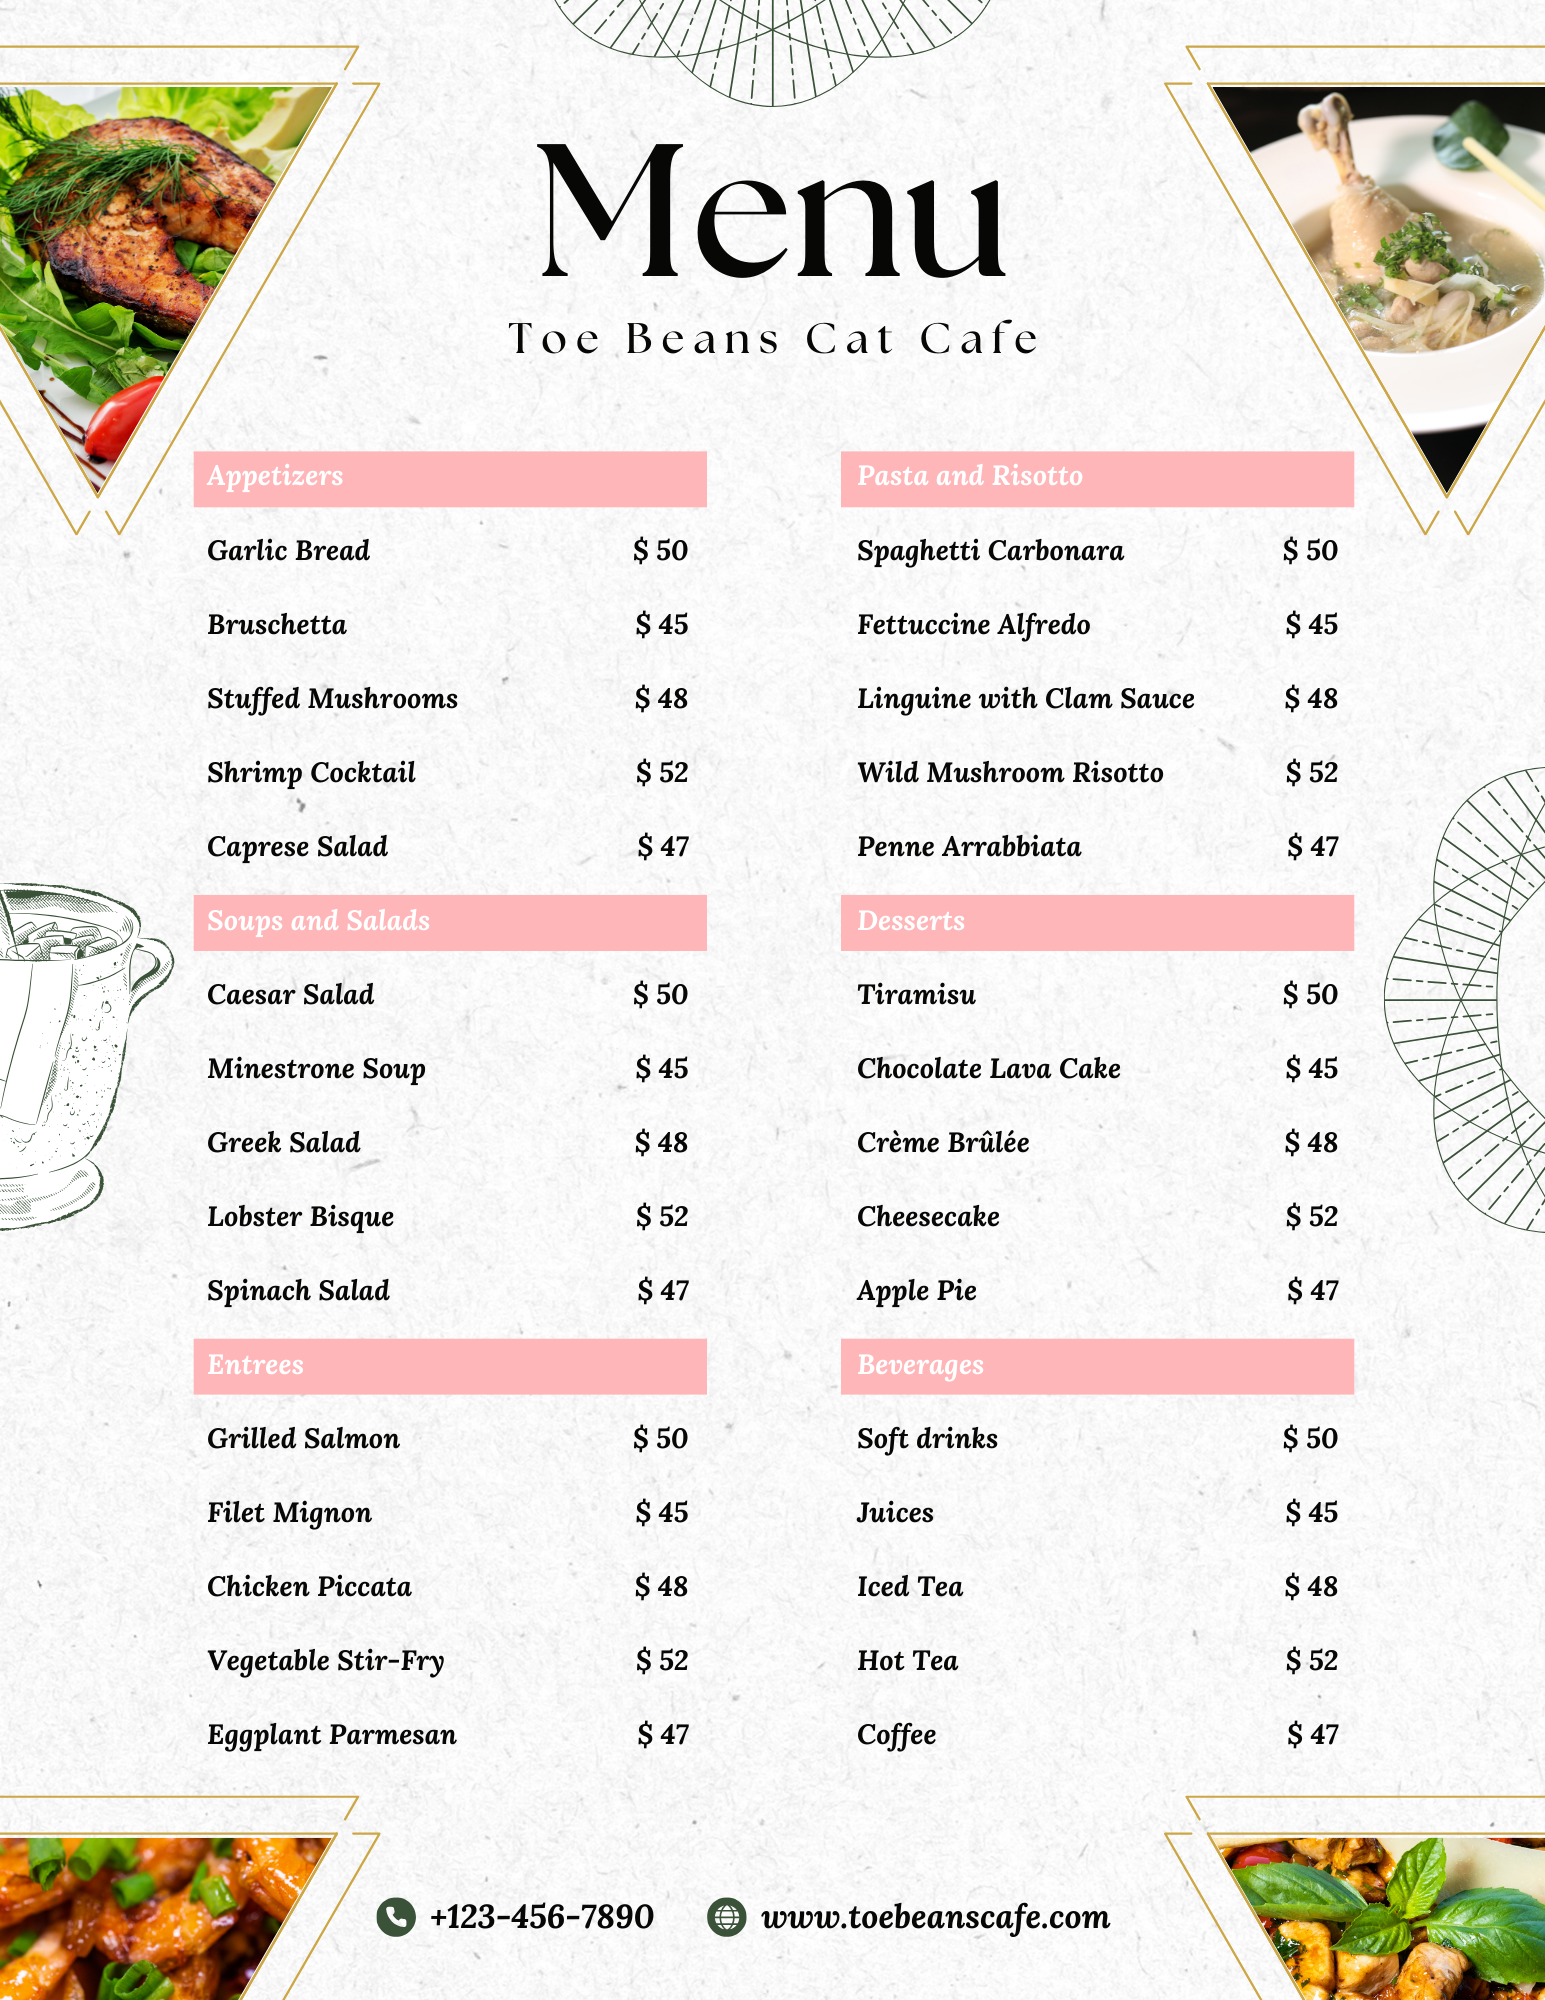 Menu
Toe Beans Cat Cafe
Appetizers
Garlic Bread $ 50
Bruschetta $ 45
Stuffed Mushrooms $ 48
Shrimp Cocktail $ 52
Caprese Salad $ 47
Soups and Salads
Caesar Salad $ 50
Minestrone Soup $ 45
Greek Salad $ 48
Lobster Bisque $ 52
Spinach Salad $ 47
Entrees
Grilled Salmon $ 50
Filet Mignon $ 45
Chicken Piccata $ 48
Vegetable Stir-Fry $ 52
Eggplant Parmesan $ 47
Pasta and Risotto
Spaghetti Carbonara $ 50
Fettuccine Alfredo $ 45
Linguine with Clam Sauce $ 48
Wild Mushroom Risotto $ 52
Penne Arrabbiata $ 47
Desserts
Tiramisu $ 50
Chocolate Lava Cake $ 45
Crème Brûlée $ 48
Cheesecake $ 52
Apple Pie $ 47
Beverages
Soft drinks $ 50
Juices $ 45
Iced Tea $ 48
Hot Tea $ 52
Coffee $ 47
+123-456-7890 www.toebeanscafe.com